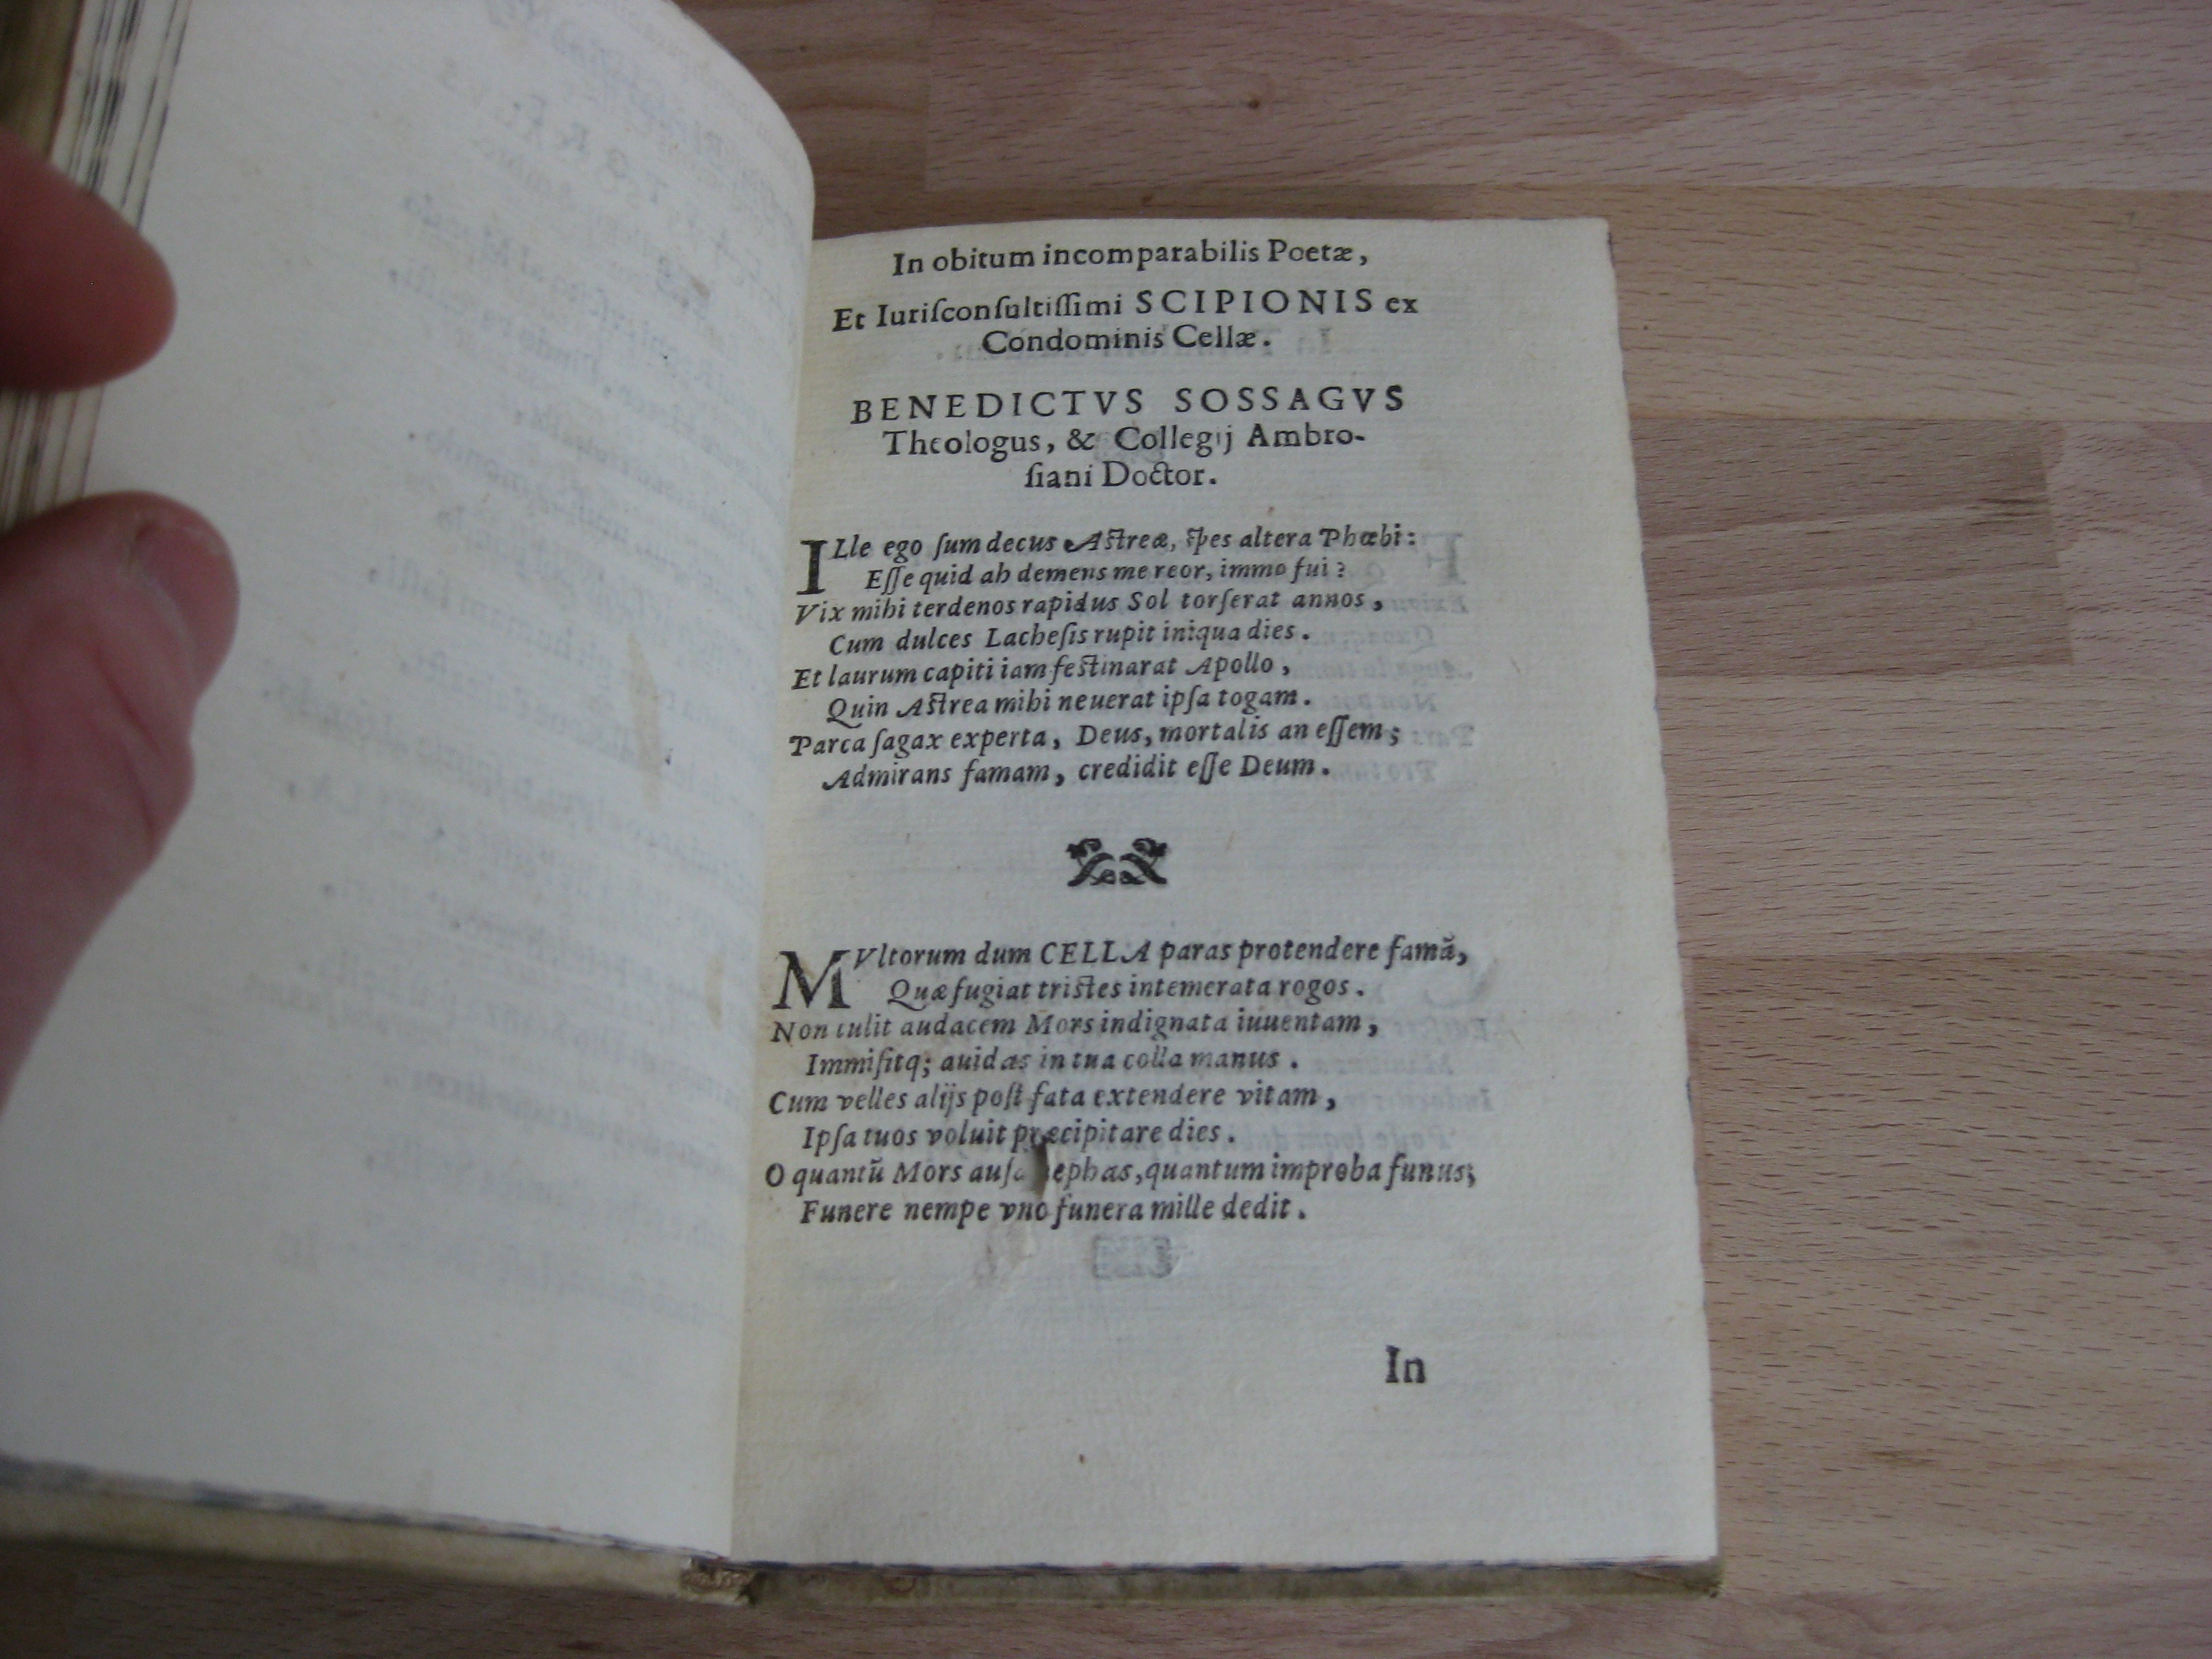 In obitum incomparabilis Poetæ,
Et Iuriſconſultiſſimi SCIPIONIS ex
Condominis Cellæ.
BENEDICTVS SOSSAGVS
Theologus, & Collegij Ambro-
ſiani Doctor.
ILle ego ſum decus Aſtreæ, ſpes altera Phœbi:
Eſſe quid ah demens me reor, immo fui?
Vix mihi terdenos rapidus Sol torſerat annos,
Cum dulces Lacheſis rupit iniqua dies.
Et laurum capiti iam feſtinarat Apollo,
Quin Aſtrea mihi neuerat ipſa togam.
Parca ſagax experta, Deus, mortalis an eſſem;
Admirans famam, credidit eſſe Deum.
MVltorum dum CELLA paras protendere famã,
Quæ fugiat triſtes intemerata rogos.
Non tulit audacem Mors indignata iuuentam,
Immiſitq; auidas in tua colla manus.
Cum velles alijs poſt fata extendere vitam,
Ipſa tuos voluit præcipitare dies.
O quantũ Mors auſa nephas, quantum improba funus;
Funere nempe vno funera mille dedit.
In